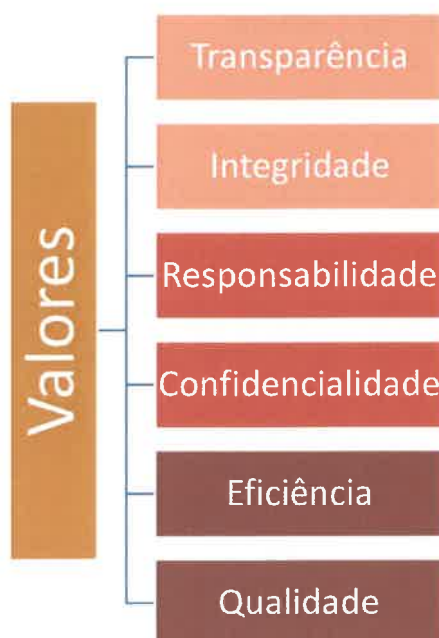 Valores
Transparência
Integridade
Responsabilidade
Confidencialidade
Eficiência
Qualidade